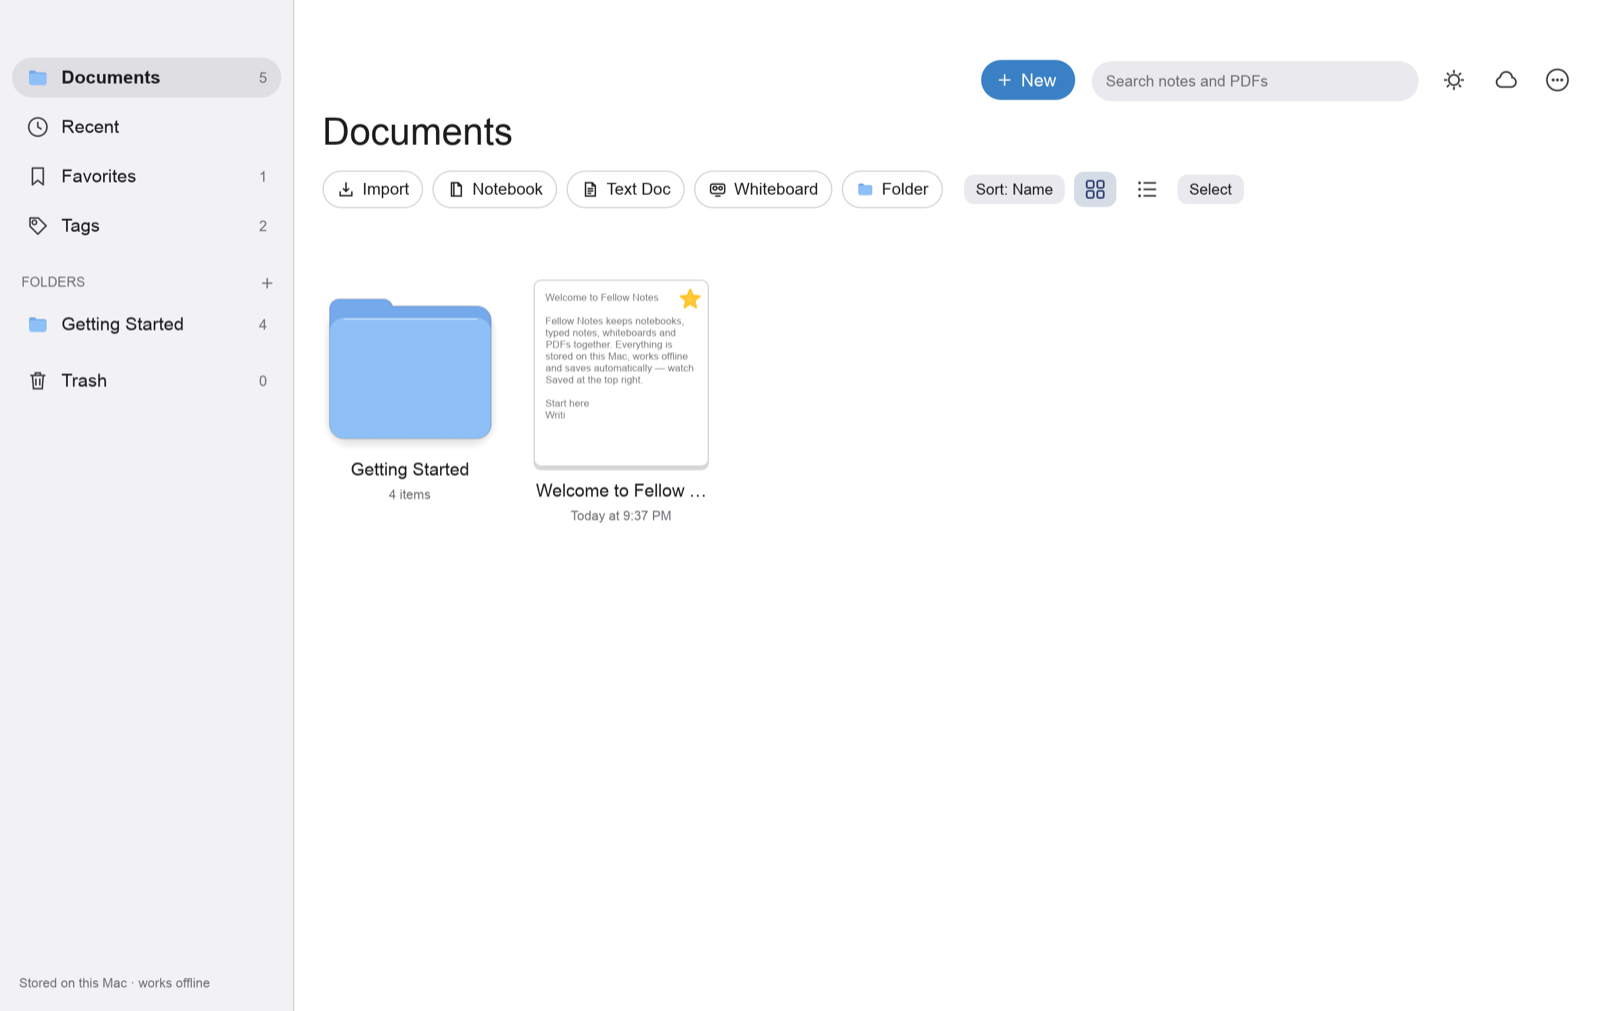 Documents 5
Recent
Favorites 1
Tags 2
FOLDERS +
Getting Started 4
Trash 0
Stored on this Mac · works offline
+ New
Search notes and PDFs
Documents
Import
Notebook
Text Doc
Whiteboard
Folder
Sort: Name
Select
Getting Started
4 items
Welcome to Fellow Notes
Fellow Notes keeps notebooks,
typed notes, whiteboards and
PDFs together. Everything is
stored on this Mac, works offline
and saves automatically — watch
Saved at the top right.
Start here
Writi
Welcome to Fellow ...
Today at 9:37 PM